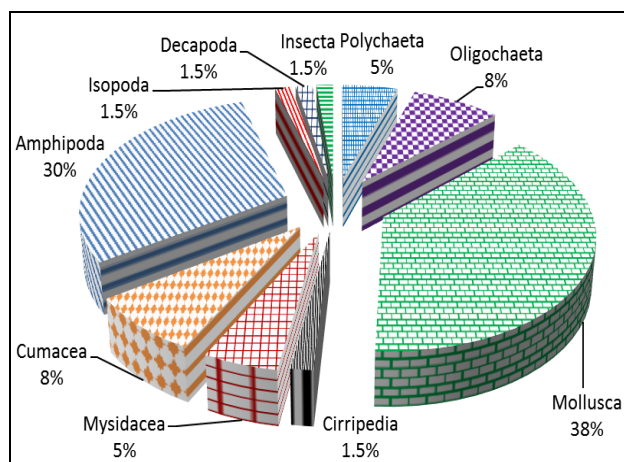 Decapoda
1.5%
Insecta
1.5%
Polychaeta
5%
Oligochaeta
8%
Isopoda
1.5%
Amphipoda
30%
Cumacea
8%
Mysidacea
5%
Cirripedia
1.5%
Mollusca
38%